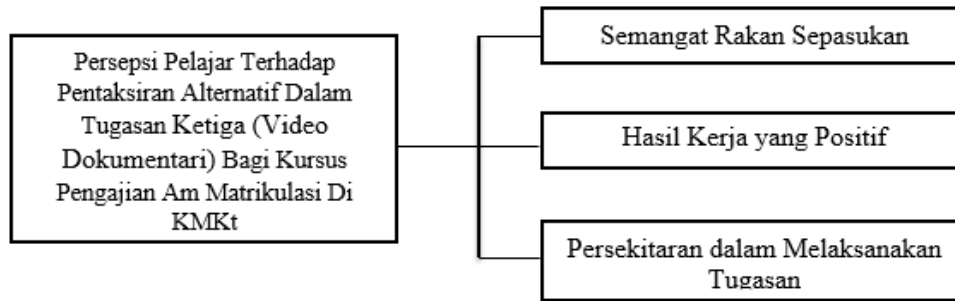 Persepsi Pelajar Terhadap
Pentaksiran Alternatif Dalam
Tugasan Ketiga (Video
Dokumentari) Bagi Kursus
Pengajian Am Matrikulasi Di
KMKt
Semangat Rakan Sepasukan
Hasil Kerja yang Positif
Persekitaran dalam Melaksanakan
Tugasan